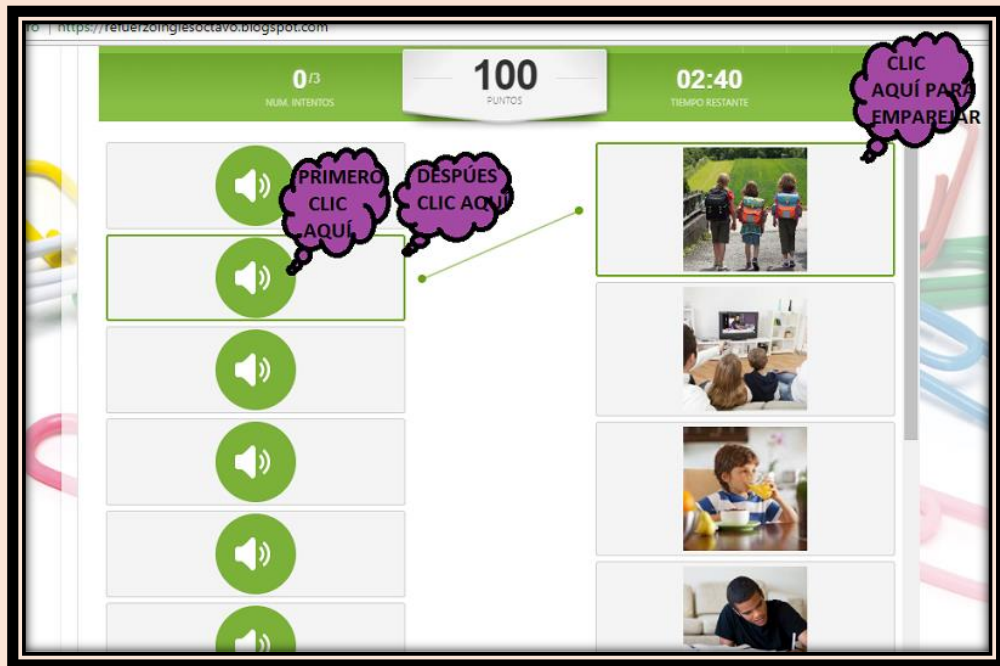 https://refuerzoinglesoctavo.blogspot.com
0/3
NUM. INTENTOS
100
PUNTOS
02:40
TIEMPO RESTANTE
CLIC
AQUÍ PARA
EMPAREJAR
PRIMERO
CLIC
AQUÍ
DESPÚES
CLIC AQUÍ